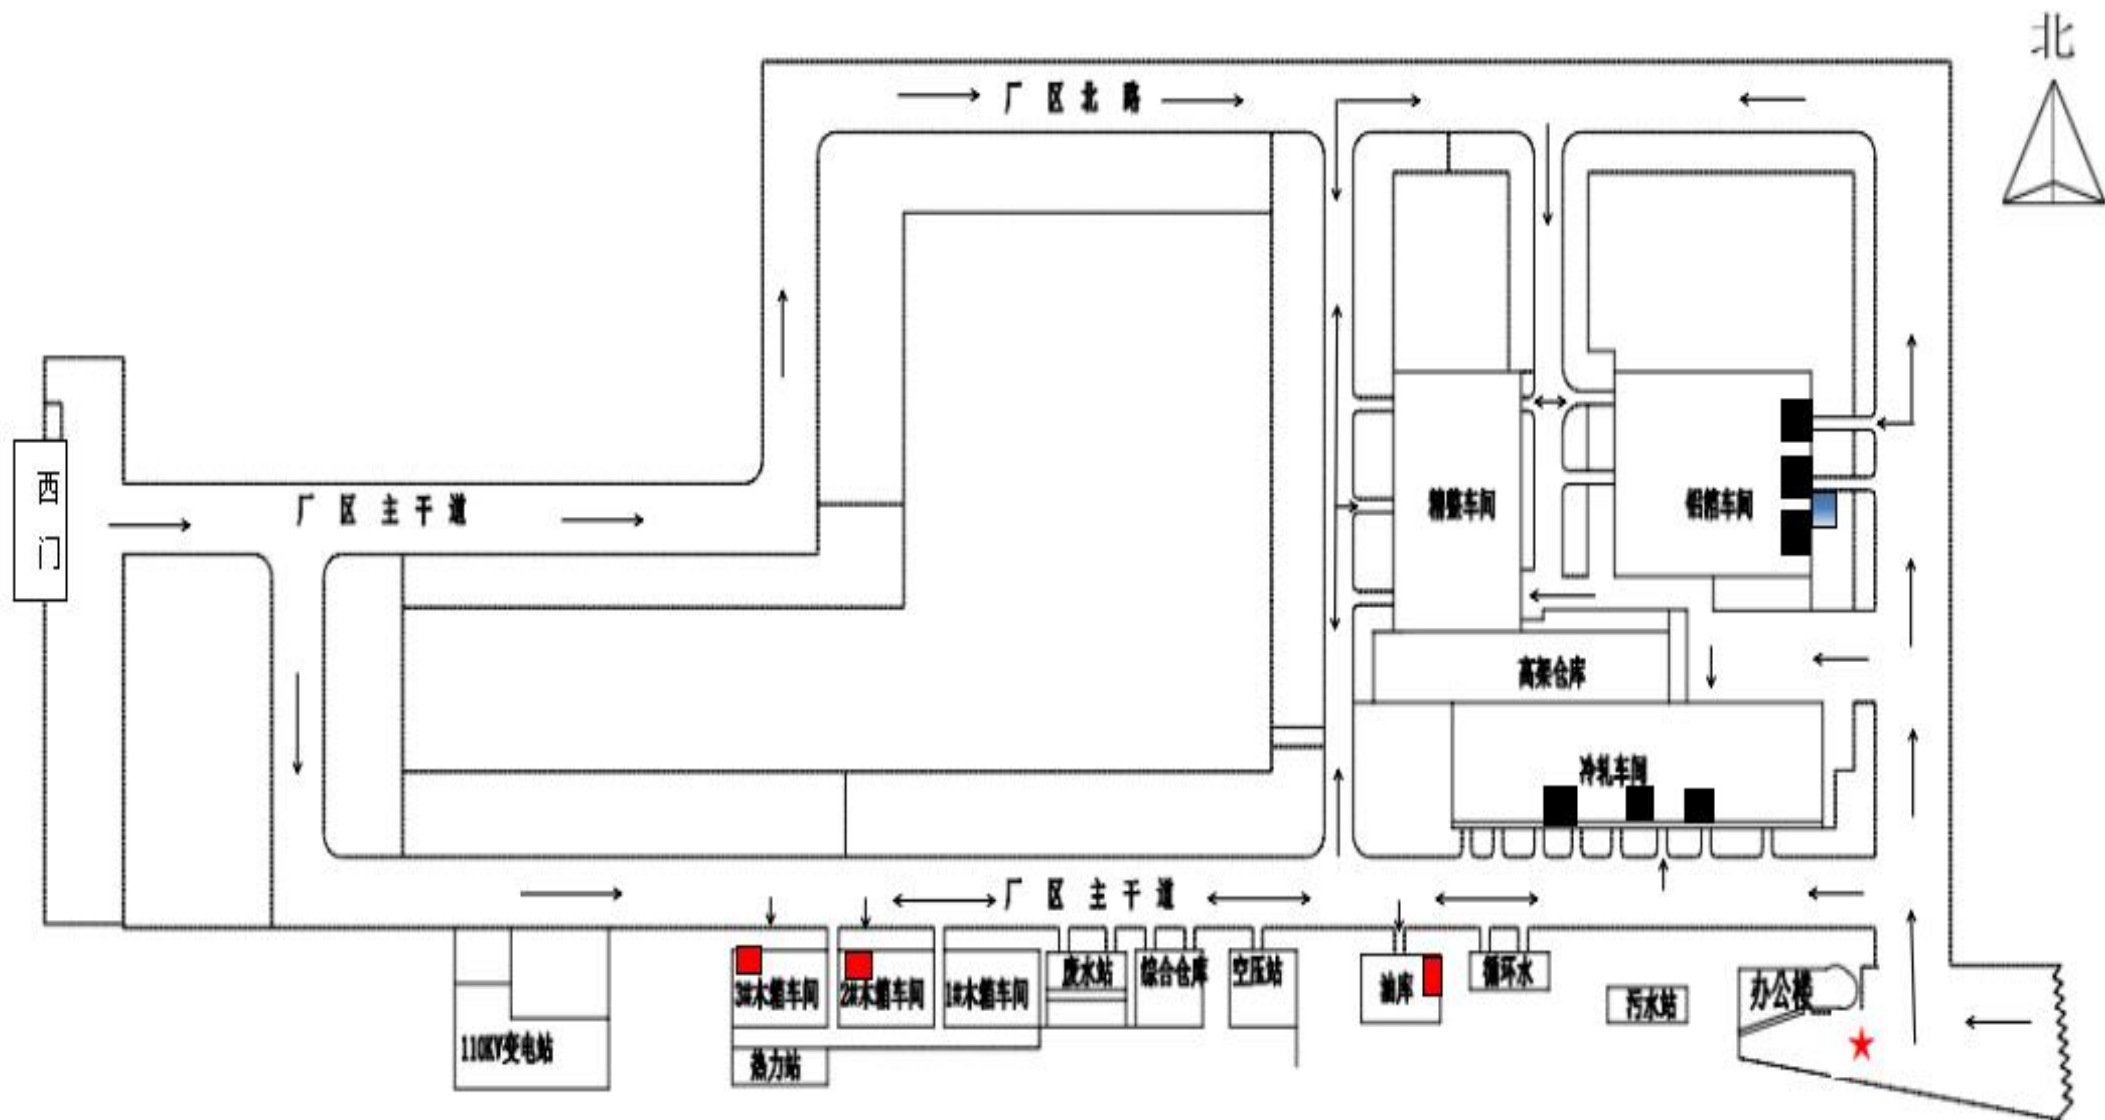 北
厂区北路
西门
厂区主干道
精整车间
铝箔车间
高架仓库
冷轧车间
厂区主干道
3#木箱车间
2#木箱车间
1#木箱车间
废水站
综合仓库
空压站
油库
循环水
污水站
办公楼
110KV变电站
热力站